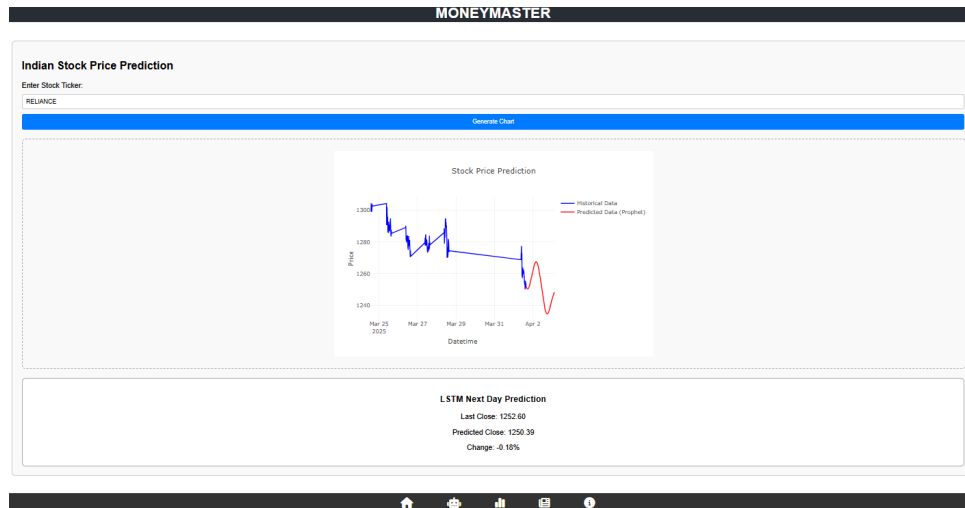 MONEYMASTER
Indian Stock Price Prediction
Enter Stock Ticker:
RELIANCE
Generate Chart
Stock Price Prediction
Historical Data
Predicted Data (Prophet)
1300
1280
1260
1240
Price
Mar 25
2025
Mar 27
Mar 29
Mar 31
Apr 2
Datetime
LSTM Next Day Prediction
Last Close: 1252.60
Predicted Close: 1250.39
Change: -0.18%